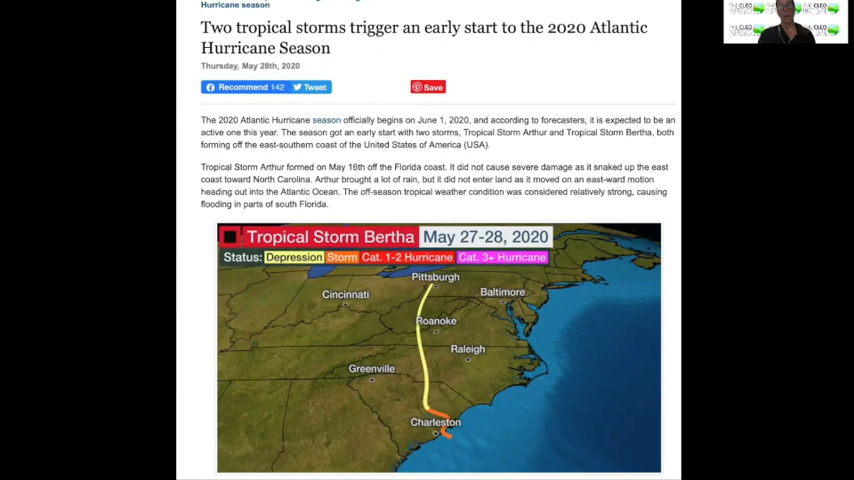 Hurricane season
Two tropical storms trigger an early start to the 2020 Atlantic
Hurricane Season
Thursday, May 28th, 2020
Recommend 142 Tweet Save
The 2020 Atlantic Hurricane season officially begins on June 1, 2020, and according to forecasters, it is expected to be an
active one this year. The season got an early start with two storms, Tropical Storm Arthur and Tropical Storm Bertha, both
forming off the east-southern coast of the United States of America (USA).
Tropical Storm Arthur formed on May 16th off the Florida coast. It did not cause severe damage as it snaked up the east
coast toward North Carolina. Arthur brought a lot of rain, but it did not enter land as it moved on an east-ward motion
heading out into the Atlantic Ocean. The off-season tropical weather condition was considered relatively strong, causing
flooding in parts of south Florida.
Tropical Storm Bertha May 27-28, 2020
Status: Depression Storm Cat. 1-2 Hurricane Cat. 3+ Hurricane
Pittsburgh
Cincinnati
Baltimore
Roanoke
Raleigh
Greenville
Charleston
THE CLEO
THE CLEO